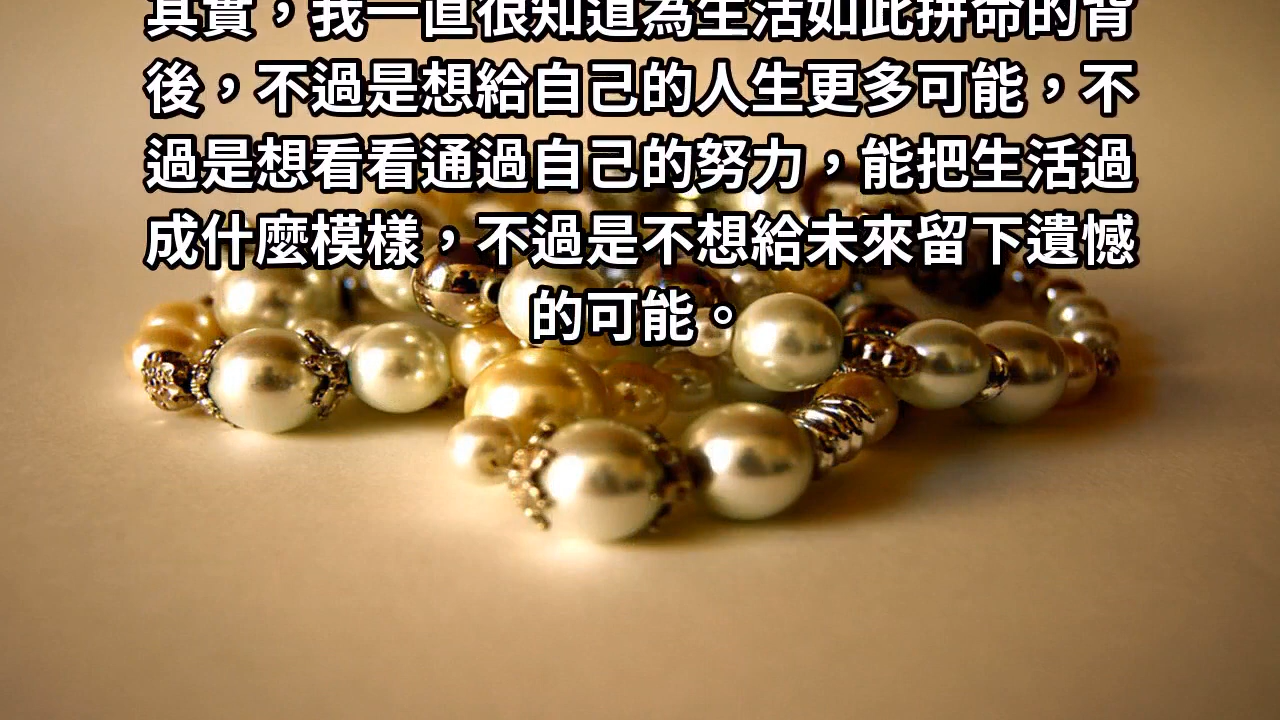 其實，我一直很知道為生活如此拼命的背
後，不過是想給自己的人生更多可能，不
過是想看看通過自己的努力，能把生活過
成什麼模樣，不過是不想給未來留下遺憾
的可能。